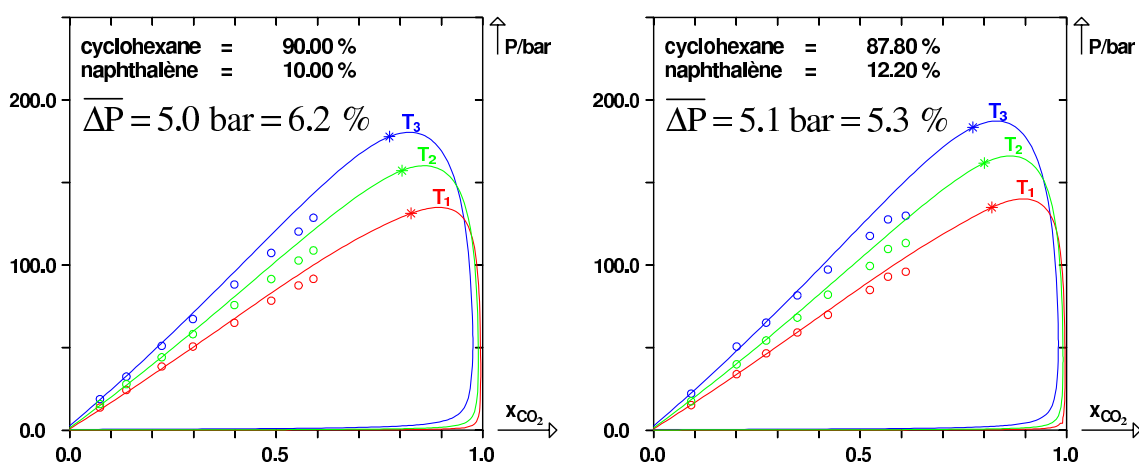 cyclohexane = 90.00 %
naphthalène = 10.00 %
ΔP = 5.0 bar = 6.2 %
P/bar
200.0
100.0
0.0
T3
T2
T1
xCO2
0.0 0.5 1.0
cyclohexane = 87.80 %
naphthalène = 12.20 %
ΔP = 5.1 bar = 5.3 %
P/bar
200.0
100.0
0.0
T3
T2
T1
xCO2
0.0 0.5 1.0